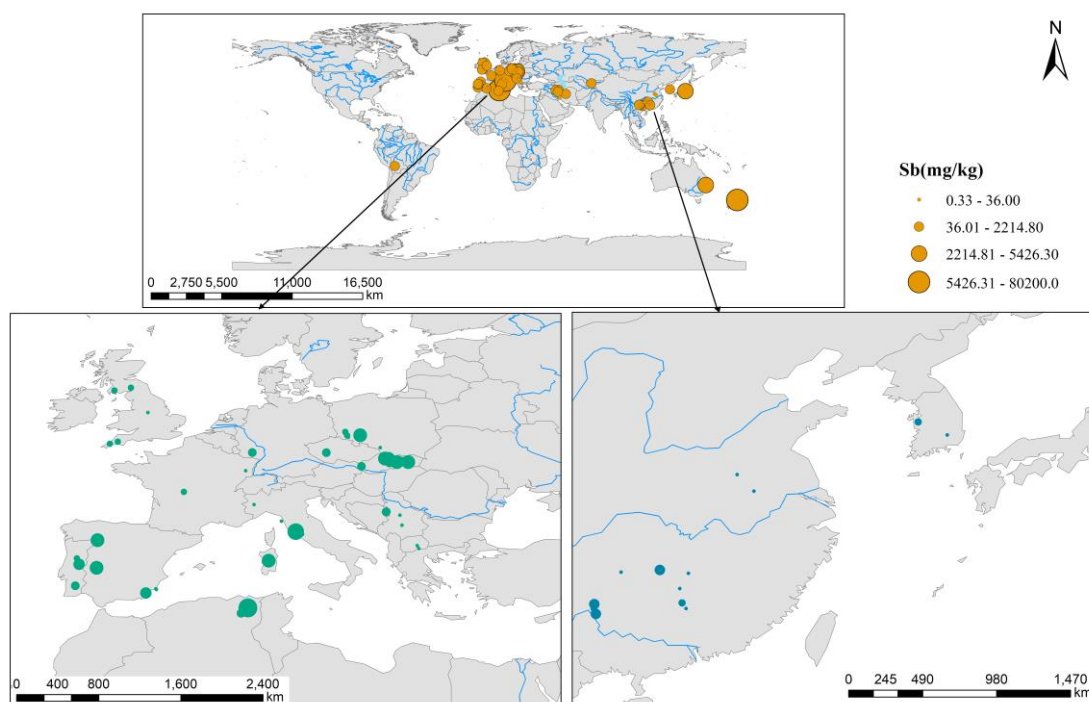 N
Sb(mg/kg)
0.33 - 36.00
36.01 - 2214.80
2214.81 - 5426.30
5426.31 - 80200.0
0 2,750 5,500 11,000 16,500
km
0 400 800 1,600 2,400
km
0 245 490 980 1,470
km